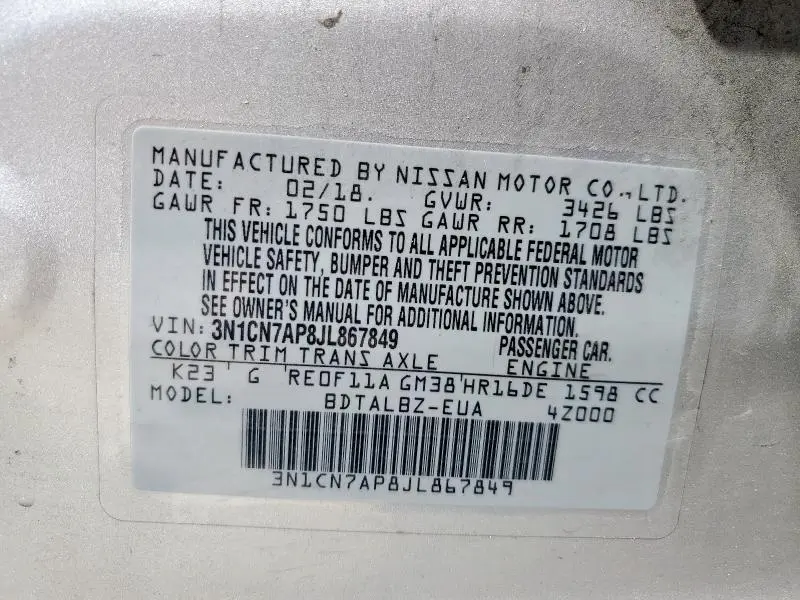 MANUFACTURED BY NISSAN MOTOR CO.,LTD.
DATE: 02/18. GVWR: 3426 LBS
GAWR FR: 1750 LBS GAWR RR: 1708 LBS
THIS VEHICLE CONFORMS TO ALL APPLICABLE FEDERAL MOTOR
VEHICLE SAFETY, BUMPER AND THEFT PREVENTION STANDARDS
IN EFFECT ON THE DATE OF MANUFACTURE SHOWN ABOVE.
SEE OWNER'S MANUAL FOR ADDITIONAL INFORMATION.
VIN: 3N1CN7AP8JL867849 PASSENGER CAR.
COLOR TRIM TRANS AXLE ENGINE
K23 G RE0F11A GM38 HR16DE 1598 CC
MODEL: BDTALBZ-EUA 4Z000
3N1CN7AP8JL867849